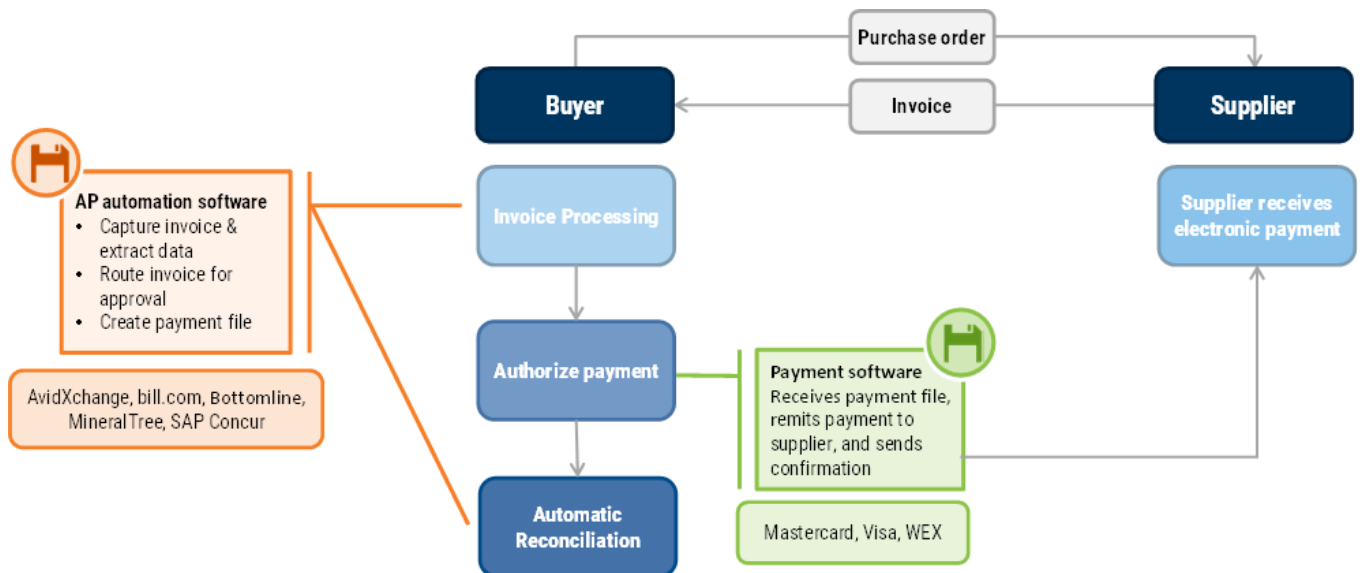 Purchase order
Buyer
Invoice
Supplier
AP automation software
• Capture invoice &
extract data
• Route invoice for
approval
• Create payment file
AvidXchange, bill.com, Bottomline,
MineralTree, SAP Concur
Invoice Processing
Authorize payment
Automatic
Reconciliation
Payment software
Receives payment file,
remits payment to
supplier, and sends
confirmation
Mastercard, Visa, WEX
Supplier receives
electronic payment